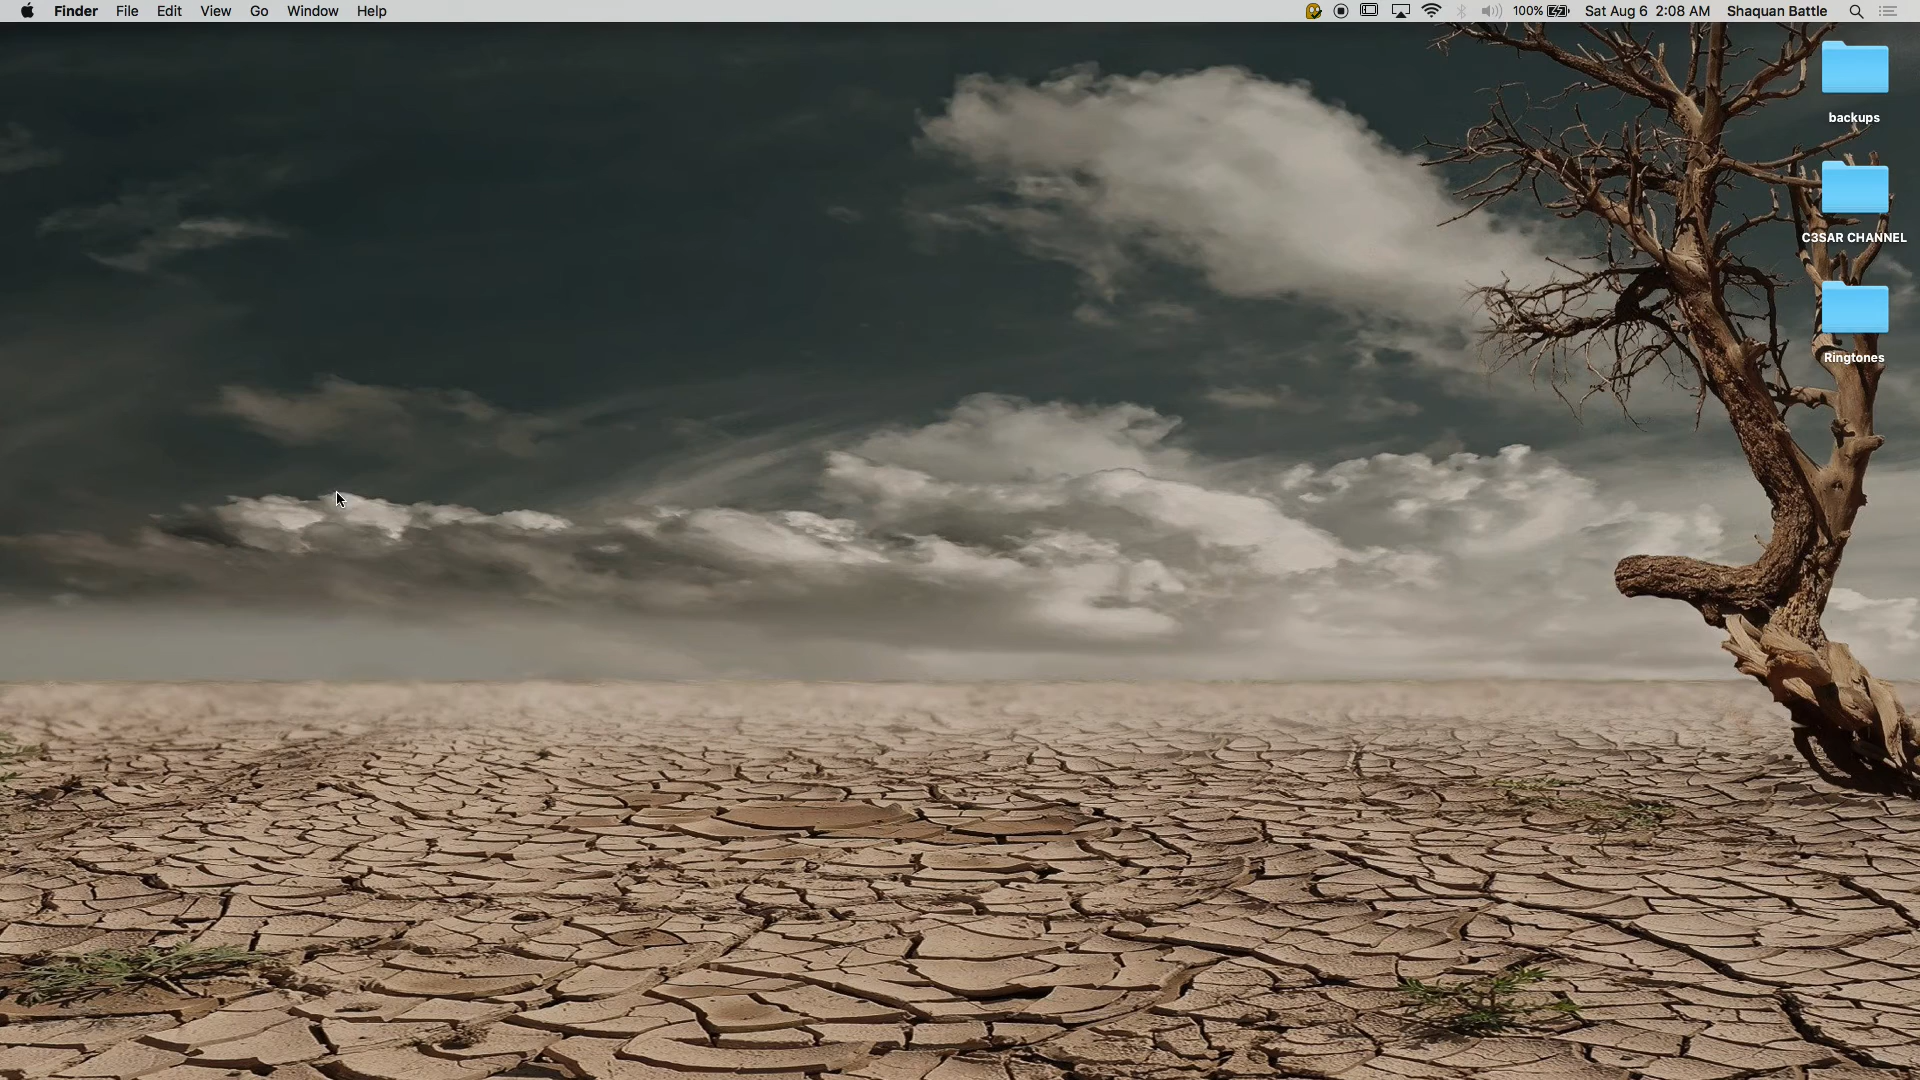 Finder File Edit View Go Window Help 100% Sat Aug 6 2:08 AM Shaquan Battle
backups
C3SAR CHANNEL
Ringtones